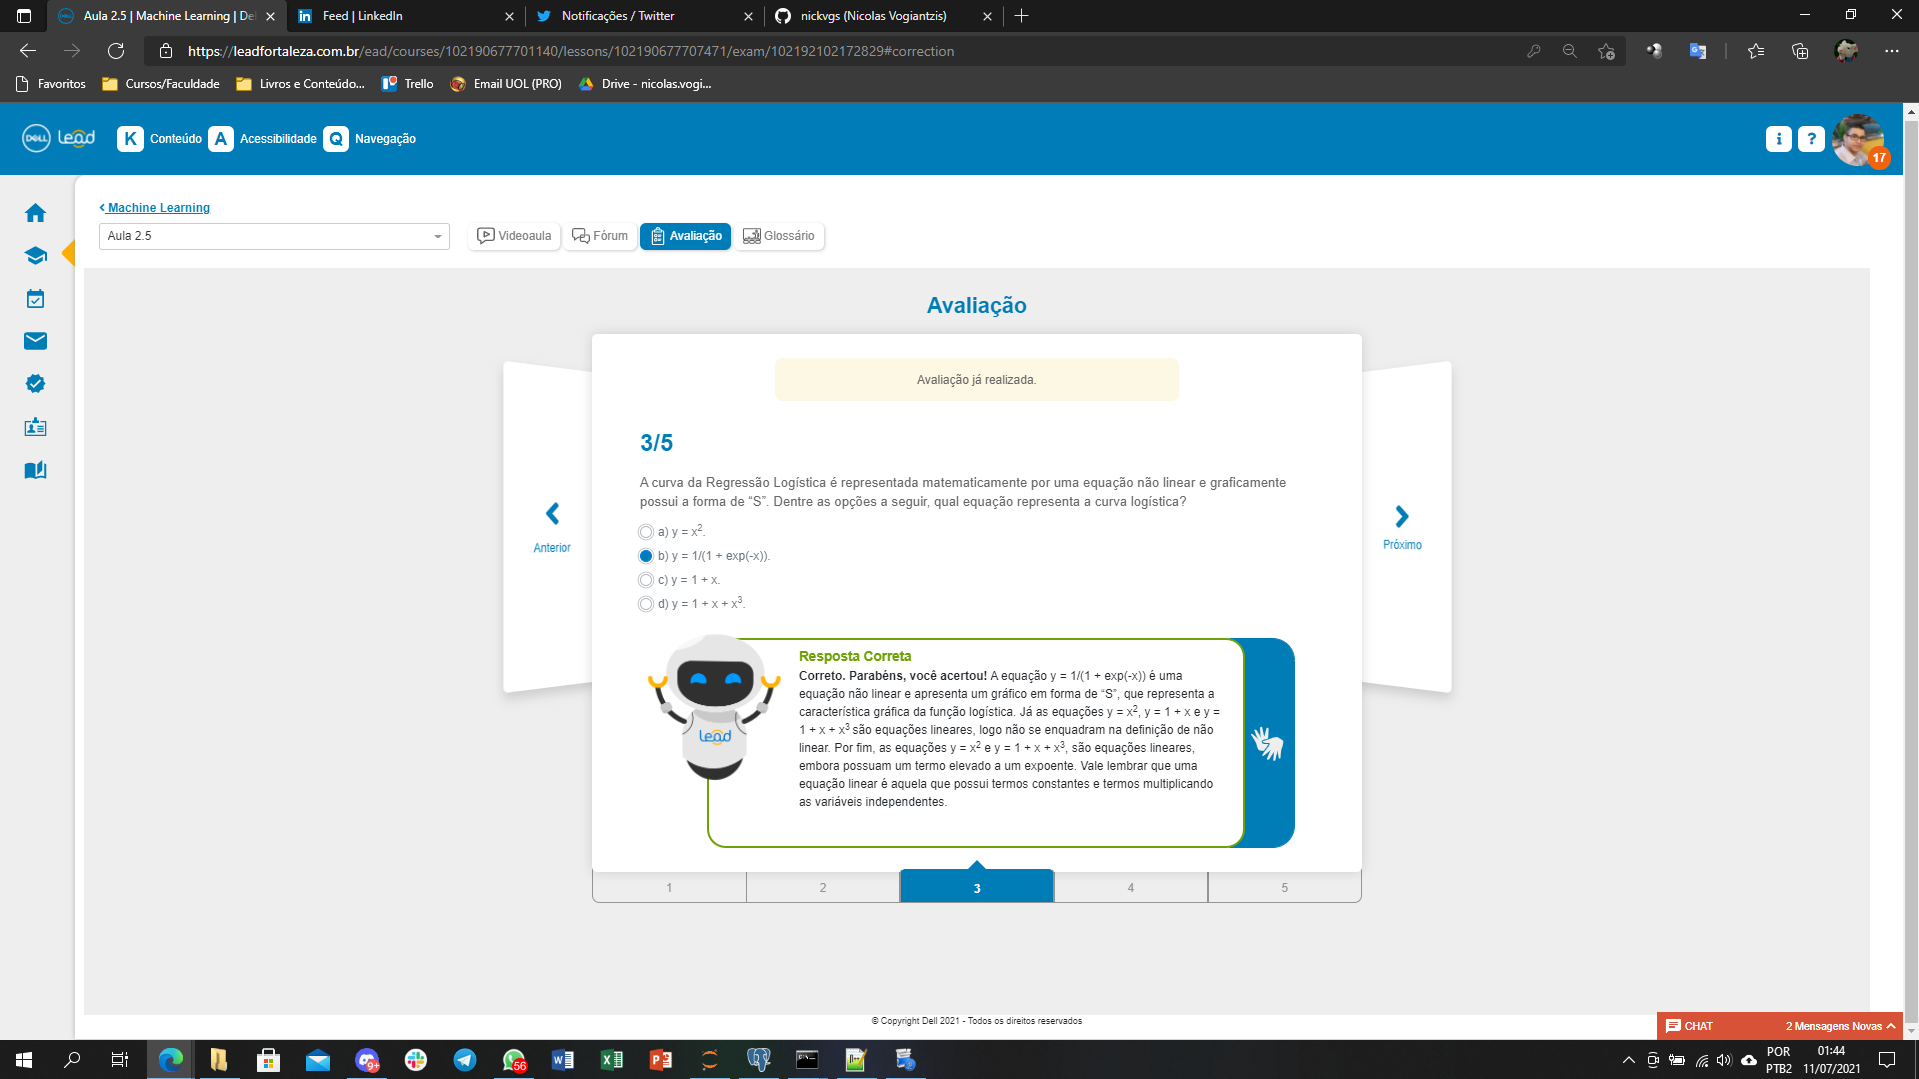 Aula 2.5 | Machine Learning | De
Feed | LinkedIn
Notificações / Twitter
nickvgs (Nicolas Vogiantzis)
https://leadfortaleza.com.br/ead/courses/102190677701140/lessons/102190677707471/exam/102192102172829#correction
Favoritos
Cursos/Faculdade
Livros e Conteúdo...
Trello
Email UOL (PRO)
Drive - nicolas.vogi...
DELL Lead
K Conteúdo A Acessibilidade Q Navegação
i ?
17
Machine Learning
Aula 2.5
Videoaula
Fórum
Avaliação
Glossário
Avaliação
Avaliação já realizada.
3/5
A curva da Regressão Logística é representada matematicamente por uma equação não linear e graficamente
possui a forma de “S”. Dentre as opções a seguir, qual equação representa a curva logística?
a) y = x².
b) y = 1/(1 + exp(-x)).
c) y = 1 + x.
d) y = 1 + x + x³.
Anterior
Próximo
Lead
Resposta Correta
Correto. Parabéns, você acertou! A equação y = 1/(1 + exp(-x)) é uma
equação não linear e apresenta um gráfico em forma de “S”, que representa a
característica gráfica da função logística. Já as equações y = x², y = 1 + x e y =
1 + x + x³ são equações lineares, logo não se enquadram na definição de não
linear. Por fim, as equações y = x² e y = 1 + x + x³, são equações lineares,
embora possuam um termo elevado a um expoente. Vale lembrar que uma
equação linear é aquela que possui termos constantes e termos multiplicando
as variáveis independentes.
1 2 3 4 5
© Copyright Dell 2021 - Todos os direitos reservados
CHAT 2 Mensagens Novas
9+
56
POR
PTB2
01:44
11/07/2021